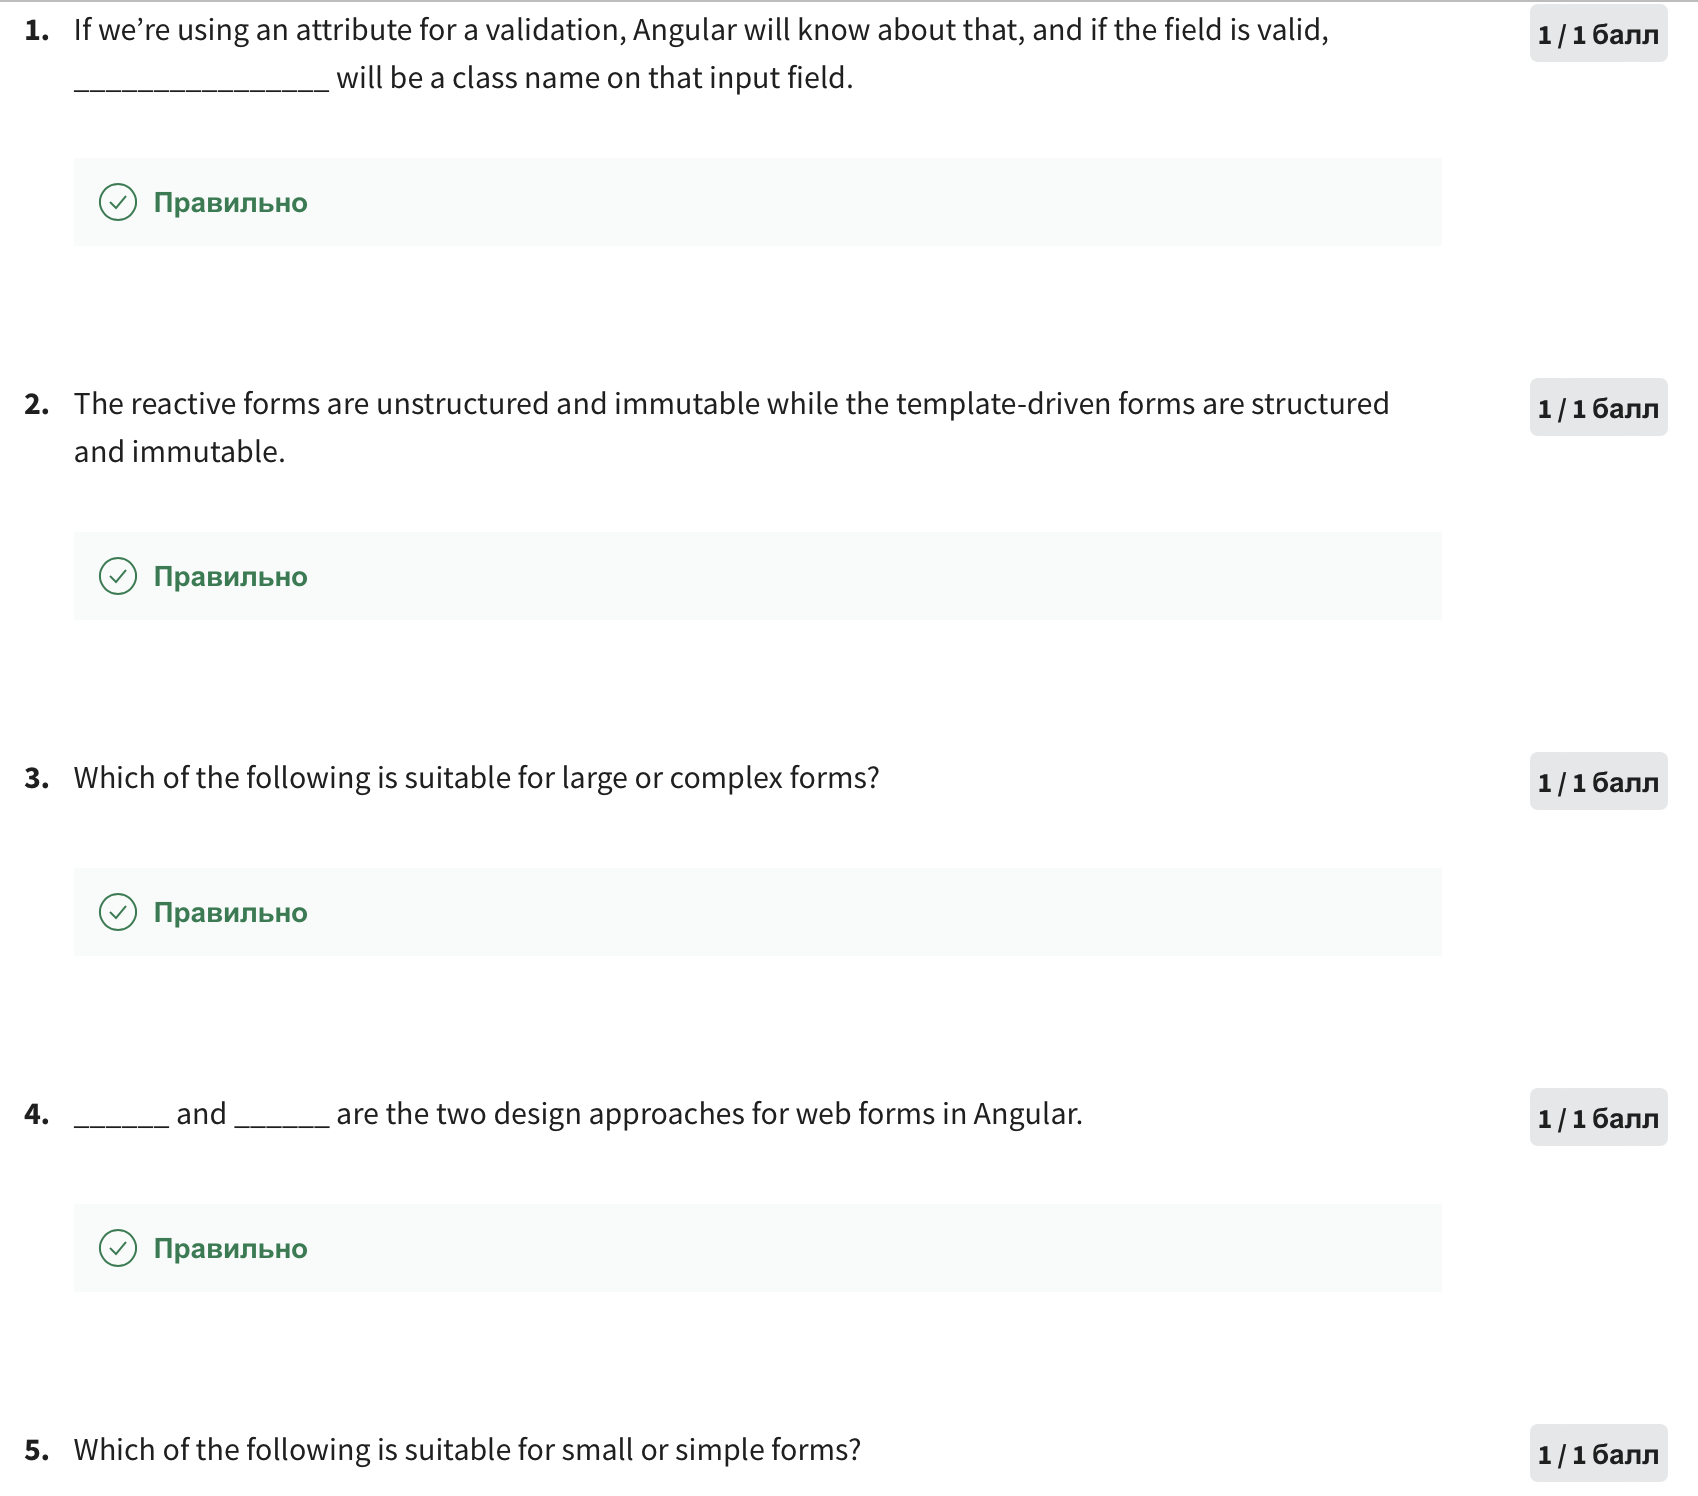 1. If we’re using an attribute for a validation, Angular will know about that, and if the field is valid, 1 / 1 балл
________________ will be a class name on that input field.
Правильно
2. The reactive forms are unstructured and immutable while the template-driven forms are structured 1 / 1 балл
and immutable.
Правильно
3. Which of the following is suitable for large or complex forms? 1 / 1 балл
Правильно
4. ______ and ______ are the two design approaches for web forms in Angular. 1 / 1 балл
Правильно
5. Which of the following is suitable for small or simple forms? 1 / 1 балл